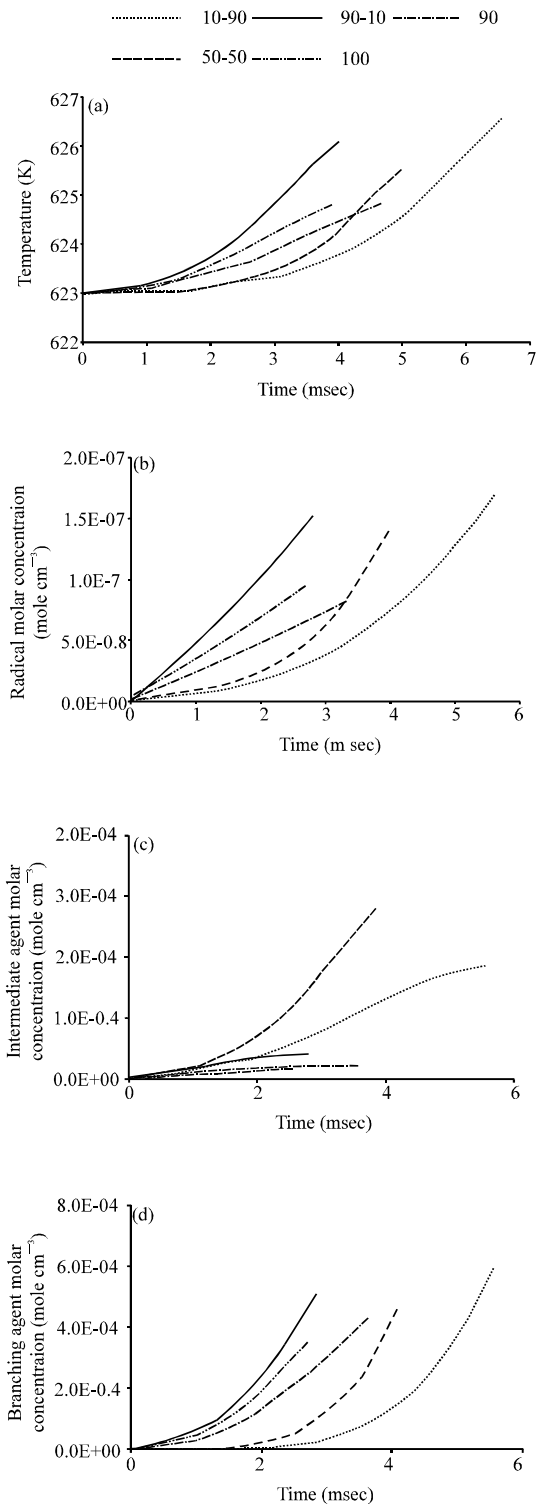 10-90 90-10 90
50-50 100
(a)
627
626
625
624
623
622
Temperature (K)
0 1 2 3 4 5 6 7
Time (msec)
(b)
2.0E-07
1.5E-07
1.0E-7
5.0E-0.8
0.0E+00
Radical molar concentraion
(mole cm⁻³)
0 1 2 3 4 5 6
Time (m sec)
(c)
2.0E-04
3.0E-04
2.0E-04
1.0E-0.4
0.0E+00
Intermediate agent molar
concentraion (mole cm⁻³)
0 2 4 6
Time (msec)
(d)
8.0E-04
6.0E-04
4.0E-04
2.0E-0.4
0.0E+00
Branching agent molar
concentraion (mole cm⁻³)
0 2 4 6
Time (msec)